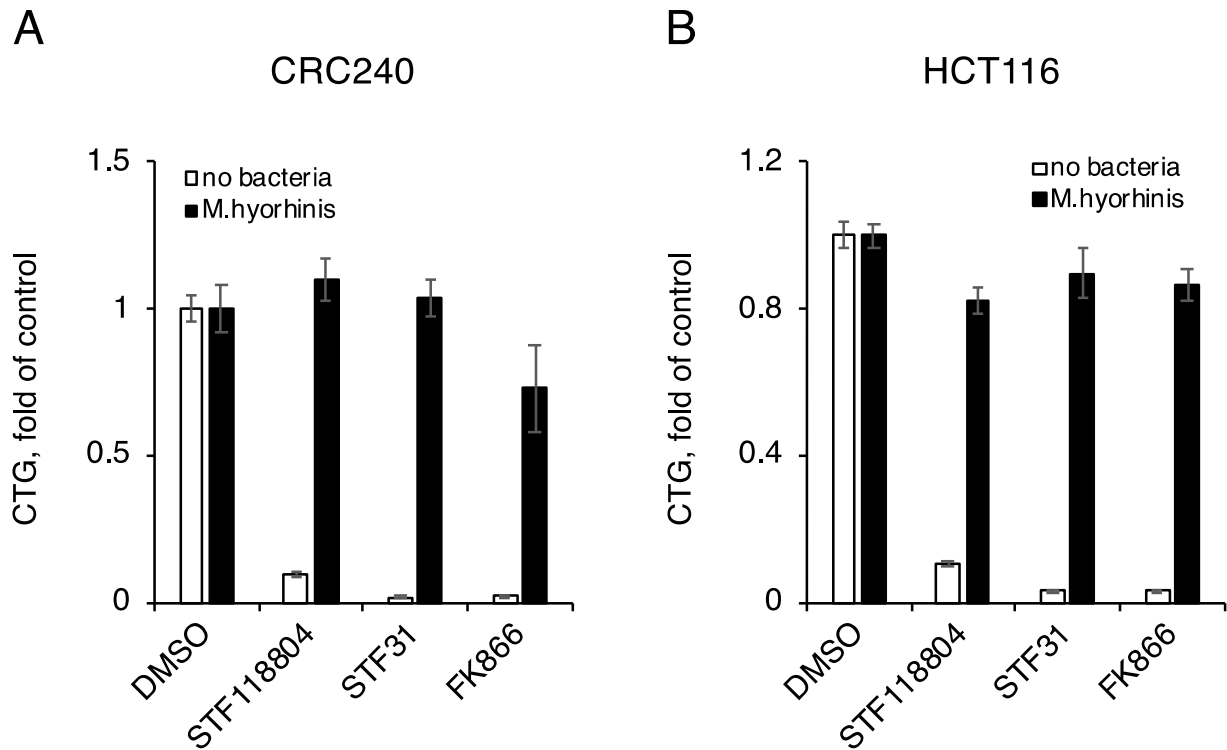 A
CRC240
CTG, fold of control
1.5
1
0.5
0
no bacteria
M.hyorhinis
DMSO
STF118804
STF31
FK866
B
HCT116
CTG, fold of control
1.2
0.8
0.4
0
no bacteria
M.hyorhinis
DMSO
STF118804
STF31
FK866